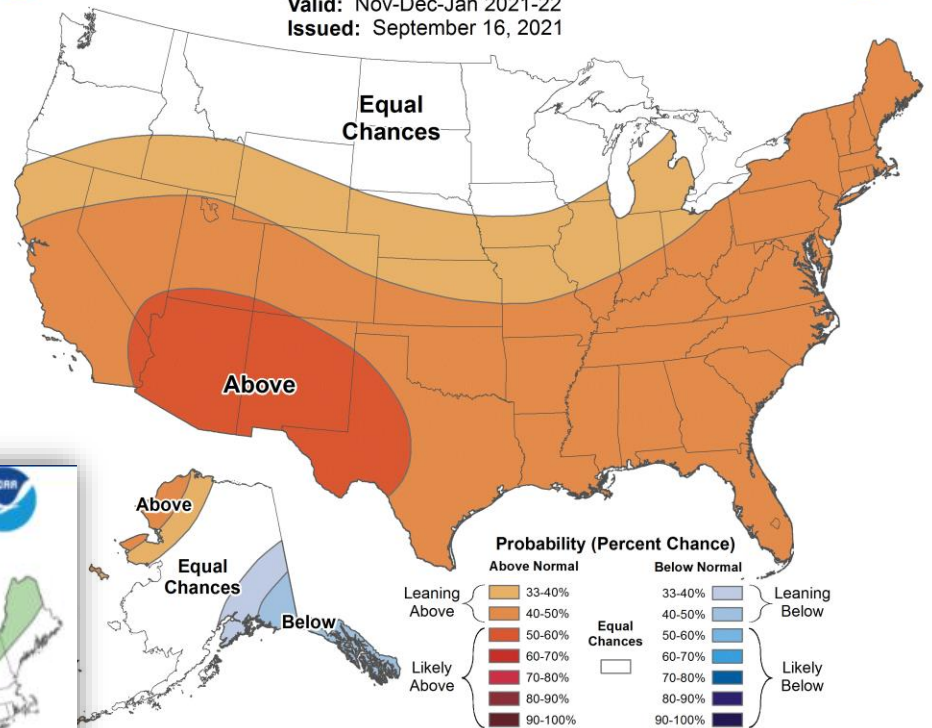 Valid: Nov-Dec-Jan 2021-22
Issued: September 16, 2021
Equal
Chances
Above
Above
Equal
Chances
Below
Probability (Percent Chance)
Above Normal
Below Normal
Leaning
Above
33-40%
40-50%
50-60%
60-70%
70-80%
80-90%
90-100%
Likely
Above
Equal
Chances
33-40%
40-50%
50-60%
60-70%
70-80%
80-90%
90-100%
Leaning
Below
Likely
Below